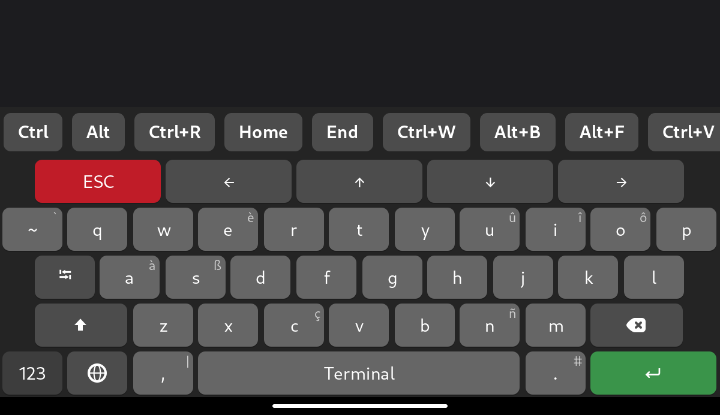 Ctrl Alt Ctrl+R Home End Ctrl+W Alt+B Alt+F Ctrl+V
ESC ← ↑ ↓ →
~ ` q w e è r t y u û i î o ô p
a à s ß d f g h j k l
z x c ç v b n ñ m
123 , | Terminal . #